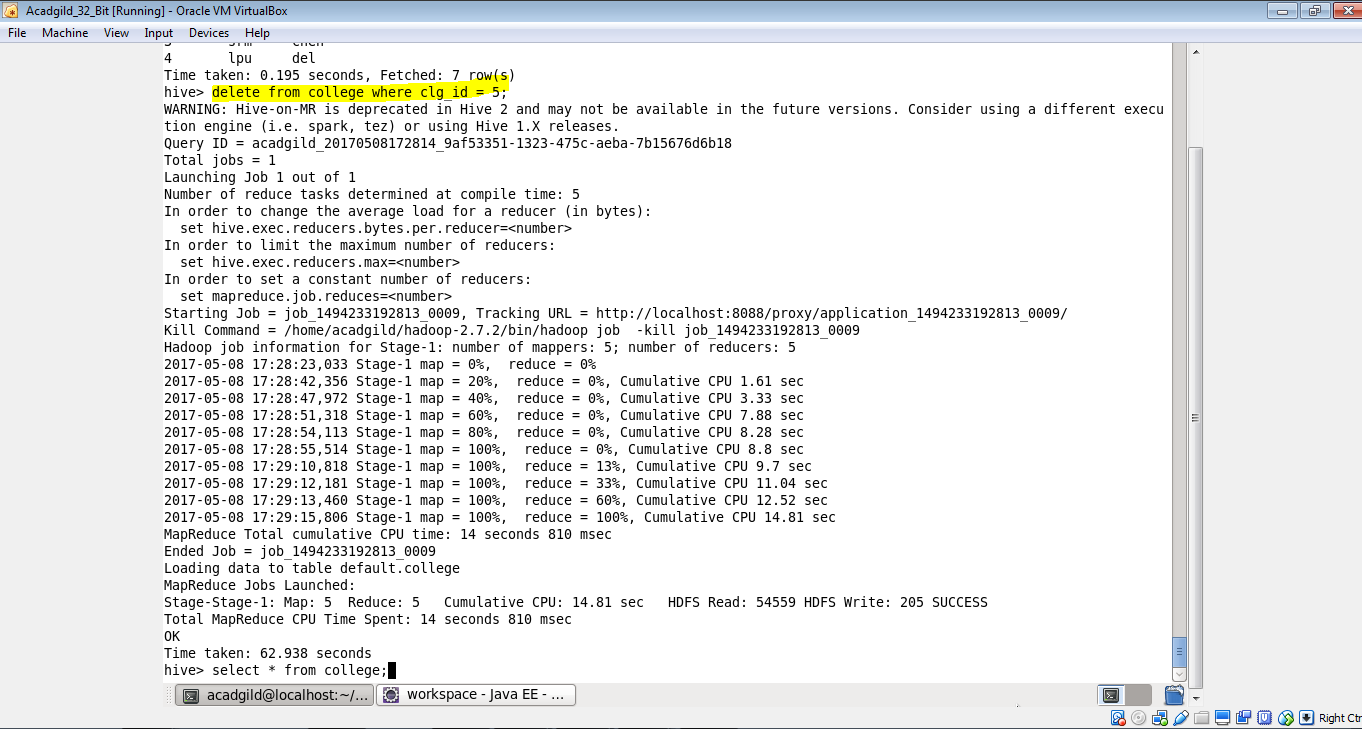 Acadgild_32_Bit [Running] - Oracle VM VirtualBox
File Machine View Input Devices Help
4 lpu del
Time taken: 0.195 seconds, Fetched: 7 row(s)
hive> delete from college where clg_id = 5;
WARNING: Hive-on-MR is deprecated in Hive 2 and may not be available in the future versions. Consider using a different execu
tion engine (i.e. spark, tez) or using Hive 1.X releases.
Query ID = acadgild_20170508172814_9af53351-1323-475c-aeba-7b15676d6b18
Total jobs = 1
Launching Job 1 out of 1
Number of reduce tasks determined at compile time: 5
In order to change the average load for a reducer (in bytes):
  set hive.exec.reducers.bytes.per.reducer=<number>
In order to limit the maximum number of reducers:
  set hive.exec.reducers.max=<number>
In order to set a constant number of reducers:
  set mapreduce.job.reduces=<number>
Starting Job = job_1494233192813_0009, Tracking URL = http://localhost:8088/proxy/application_1494233192813_0009/
Kill Command = /home/acadgild/hadoop-2.7.2/bin/hadoop job  -kill job_1494233192813_0009
Hadoop job information for Stage-1: number of mappers: 5; number of reducers: 5
2017-05-08 17:28:23,033 Stage-1 map = 0%,  reduce = 0%
2017-05-08 17:28:42,356 Stage-1 map = 20%,  reduce = 0%, Cumulative CPU 1.61 sec
2017-05-08 17:28:47,972 Stage-1 map = 40%,  reduce = 0%, Cumulative CPU 3.33 sec
2017-05-08 17:28:51,318 Stage-1 map = 60%,  reduce = 0%, Cumulative CPU 7.88 sec
2017-05-08 17:28:54,113 Stage-1 map = 80%,  reduce = 0%, Cumulative CPU 8.28 sec
2017-05-08 17:28:55,514 Stage-1 map = 100%,  reduce = 0%, Cumulative CPU 8.8 sec
2017-05-08 17:29:10,818 Stage-1 map = 100%,  reduce = 13%, Cumulative CPU 9.7 sec
2017-05-08 17:29:12,181 Stage-1 map = 100%,  reduce = 33%, Cumulative CPU 11.04 sec
2017-05-08 17:29:13,460 Stage-1 map = 100%,  reduce = 60%, Cumulative CPU 12.52 sec
2017-05-08 17:29:15,806 Stage-1 map = 100%,  reduce = 100%, Cumulative CPU 14.81 sec
MapReduce Total cumulative CPU time: 14 seconds 810 msec
Ended Job = job_1494233192813_0009
Loading data to table default.college
MapReduce Jobs Launched:
Stage-Stage-1: Map: 5  Reduce: 5   Cumulative CPU: 14.81 sec   HDFS Read: 54559 HDFS Write: 205 SUCCESS
Total MapReduce CPU Time Spent: 14 seconds 810 msec
OK
Time taken: 62.938 seconds
hive> select * from college;
acadgild@localhost:~/... workspace - Java EE - ...
Right Ctr